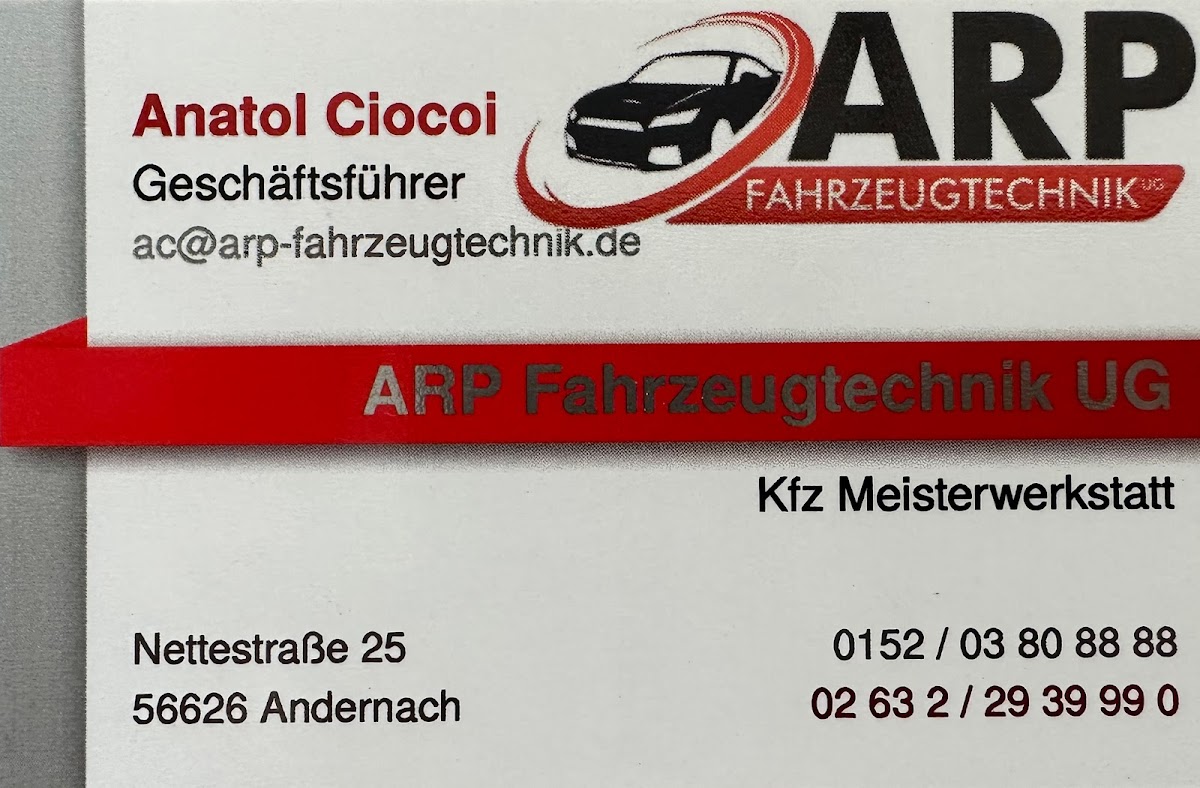 Anatol Ciocoi
Geschäftsführer
ac@arp-fahrzeugtechnik.de
ARP
FAHRZEUGTECHNIK UG
ARP Fahrzeugtechnik UG
Kfz Meisterwerkstatt
Nettestraße 25
56626 Andernach
0152 / 03 80 88 88
02 63 2 / 29 39 99 0